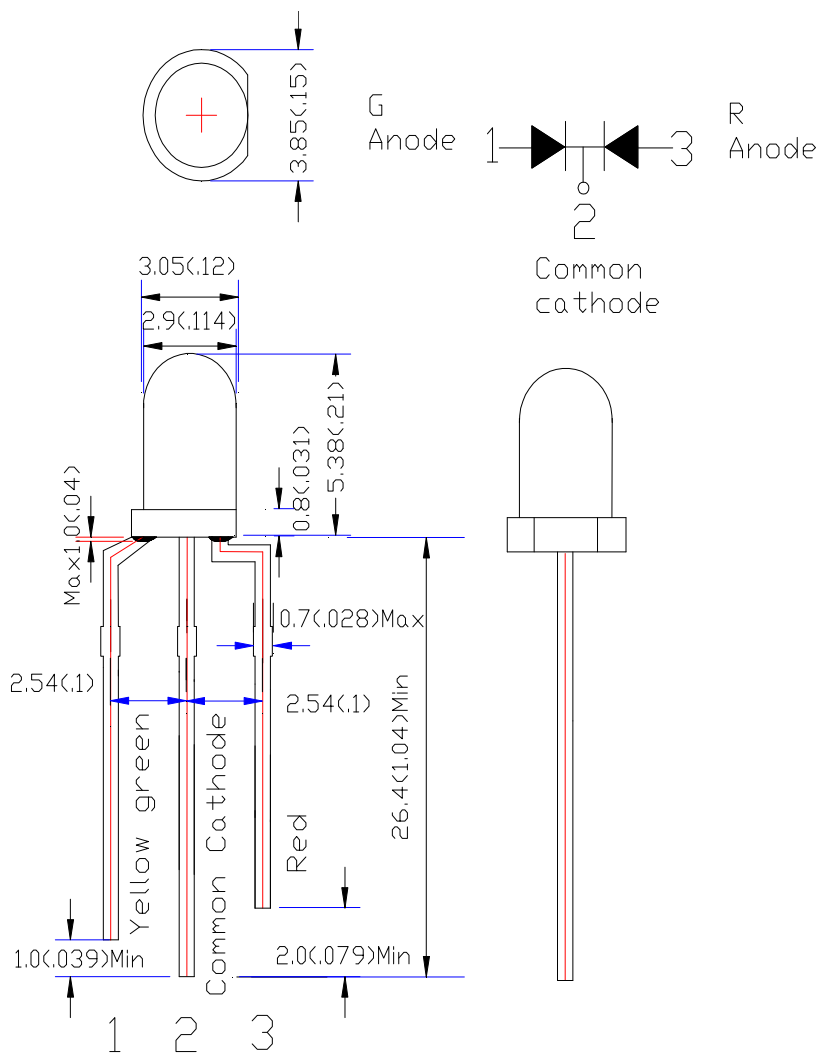 3.85(.15)
G
Anode
1
3
R
Anode
2
Common
cathode
3.05(.12)
2.9(.114)
5.38(.21)
0.8(.031)
Max1.0(.04)
0.7(.028)Max
2.54(.1)
2.54(.1)
26.4(1.04)Min
Yellow green
Common Cathode
Red
1.0(.039)Min
2.0(.079)Min
1 2 3